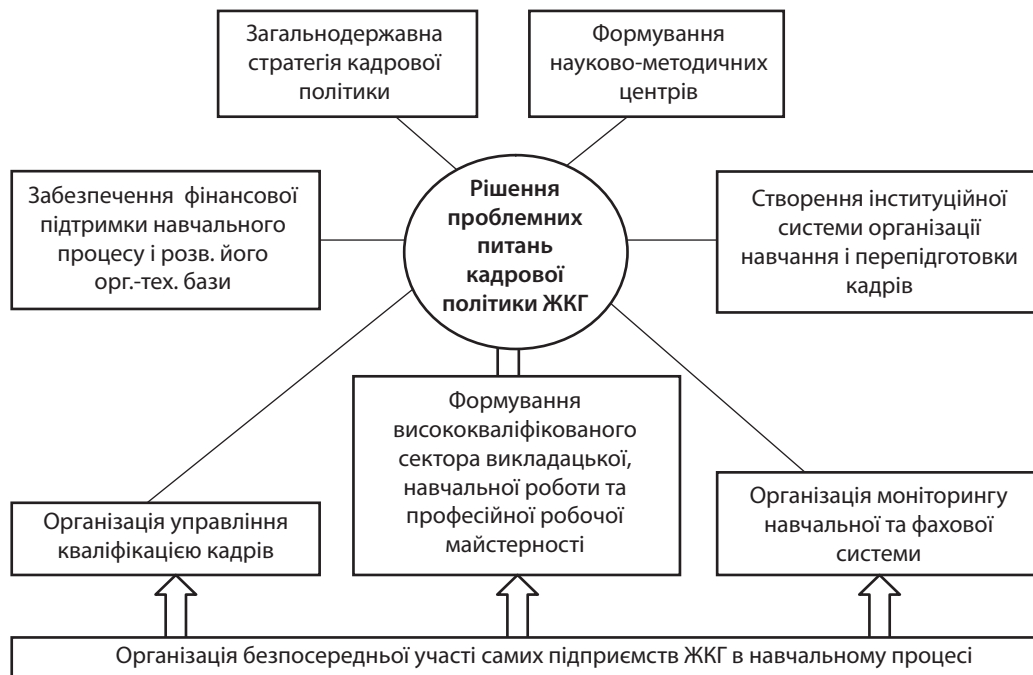 Загальнодержавна
стратегія кадрової
політики
Формування
науково-методичних
центрів
Забезпечення фінансової
підтримки навчального
процесу і розв. його
орг.-тех. бази
Рішення
проблемних
питань
кадрової
політики ЖКГ
Створення інституційної
системи організації
навчання і перепідготовки
кадрів
Організація управління
кваліфікацією кадрів
Формування
висококваліфікованого
сектора викладацької,
навчальної роботи та
професійної робочої
майстерності
Організація моніторингу
навчальної та фахової
системи
Організація безпосередньої участі самих підприємств ЖКГ в навчальному процесі